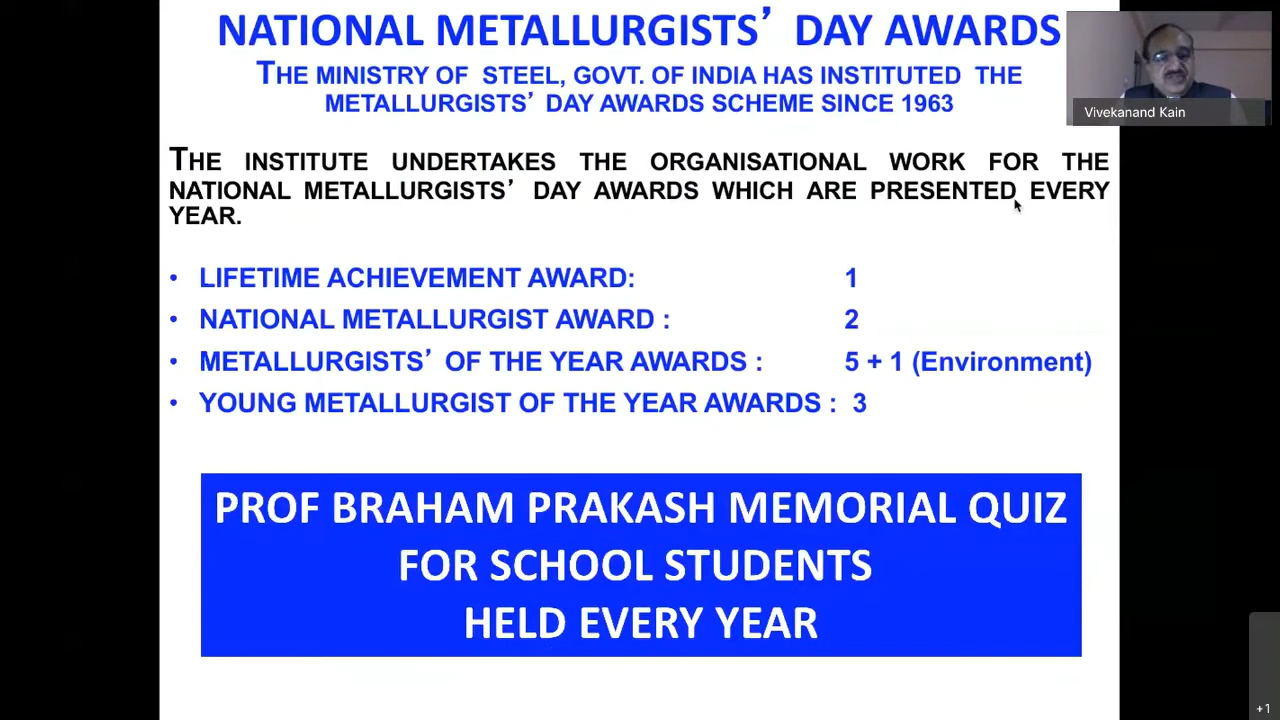 NATIONAL METALLURGISTS’ DAY AWARDS
THE MINISTRY OF STEEL, GOVT. OF INDIA HAS INSTITUTED THE
METALLURGISTS’ DAY AWARDS SCHEME SINCE 1963
Vivekanand Kain
THE INSTITUTE UNDERTAKES THE ORGANISATIONAL WORK FOR THE
NATIONAL METALLURGISTS’ DAY AWARDS WHICH ARE PRESENTED EVERY
YEAR.
• LIFETIME ACHIEVEMENT AWARD: 1
• NATIONAL METALLURGIST AWARD : 2
• METALLURGISTS’ OF THE YEAR AWARDS : 5 + 1 (Environment)
• YOUNG METALLURGIST OF THE YEAR AWARDS : 3
PROF BRAHAM PRAKASH MEMORIAL QUIZ
FOR SCHOOL STUDENTS
HELD EVERY YEAR
+1